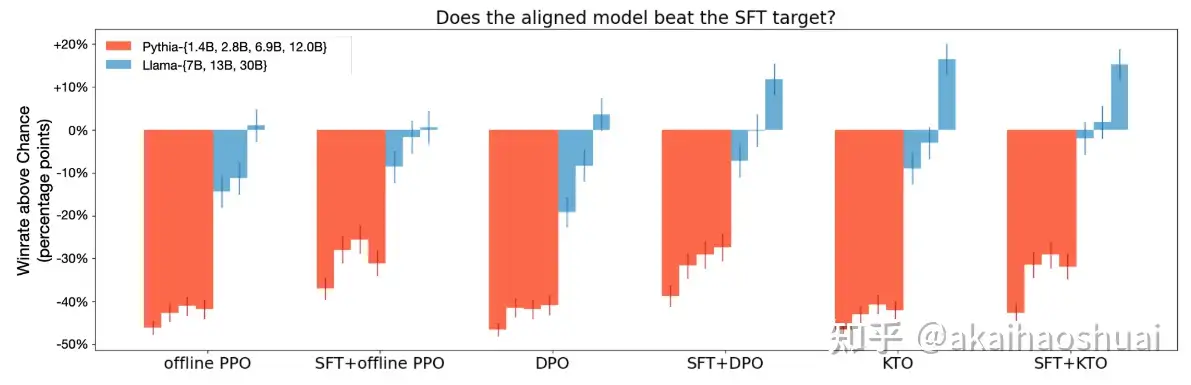 Does the aligned model beat the SFT target?
Pythia-{1.4B, 2.8B, 6.9B, 12.0B}
Llama-{7B, 13B, 30B}
Winrate above Chance
(percentage points)
+20%
+10%
0%
-10%
-20%
-30%
-40%
-50%
offline PPO
SFT+offline PPO
DPO
SFT+DPO
KTO
SFT+KTO
知乎 @akaihaoshuai